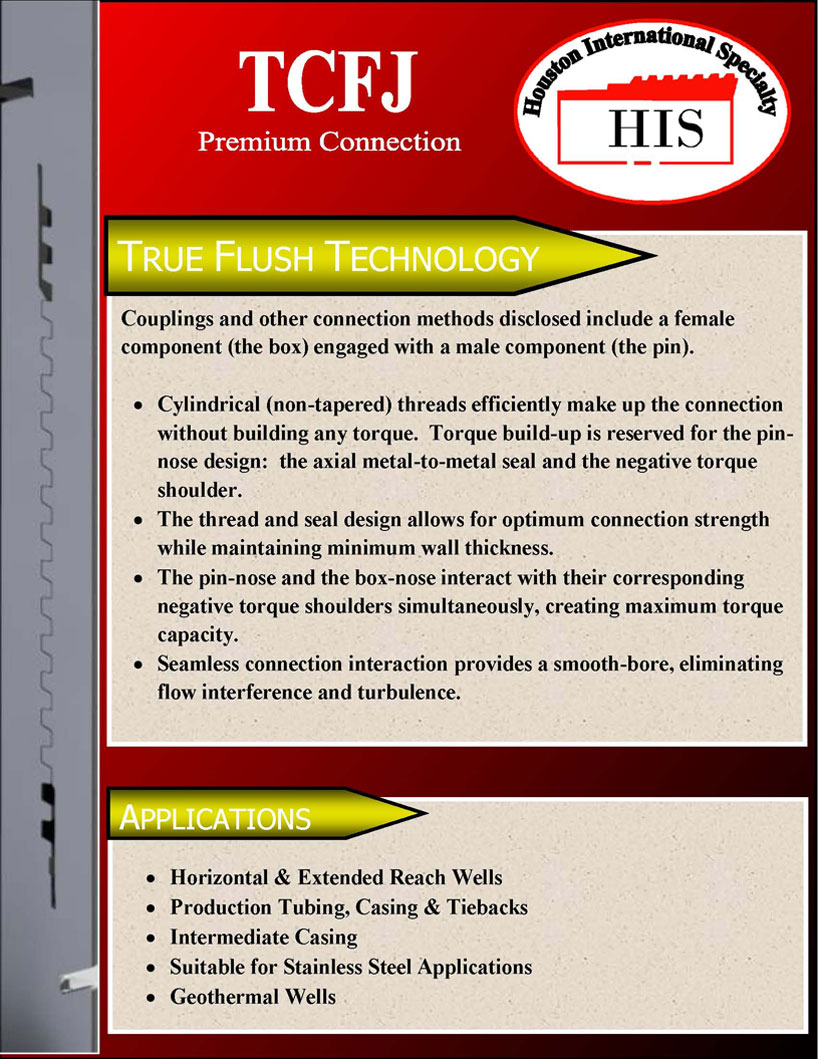 TCFJ
Premium Connection
Houston International Specialty
HIS
TRUE FLUSH TECHNOLOGY
Couplings and other connection methods disclosed include a female
component (the box) engaged with a male component (the pin).
• Cylindrical (non-tapered) threads efficiently make up the connection
without building any torque.  Torque build-up is reserved for the pin-
nose design:  the axial metal-to-metal seal and the negative torque
shoulder.
• The thread and seal design allows for optimum connection strength
while maintaining minimum wall thickness.
• The pin-nose and the box-nose interact with their corresponding
negative torque shoulders simultaneously, creating maximum torque
capacity.
• Seamless connection interaction provides a smooth-bore, eliminating
flow interference and turbulence.
APPLICATIONS
• Horizontal & Extended Reach Wells
• Production Tubing, Casing & Tiebacks
• Intermediate Casing
• Suitable for Stainless Steel Applications
• Geothermal Wells